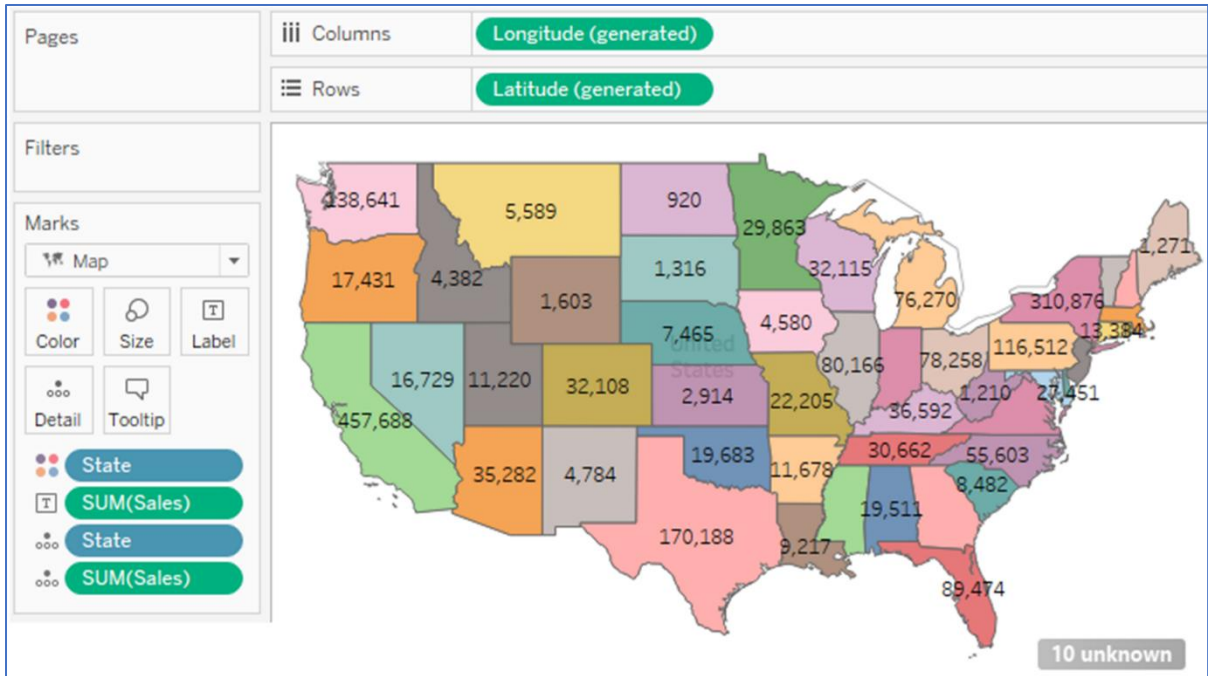 Pages
Columns
Longitude (generated)
Rows
Latitude (generated)
Filters
Marks
Map
Color
Size
Label
Detail
Tooltip
State
SUM(Sales)
State
SUM(Sales)
138,641
5,589
920
29,863
1,271
17,431
4,382
1,316
32,115
1,603
76,270
310,876
7,465
4,580
13,384
United
States
16,729
11,220
32,108
2,914
80,166
78,258
116,512
457,688
22,205
36,592
1,210
27,451
35,282
4,784
19,683
11,678
30,662
55,603
8,482
170,188
9,217
19,511
89,474
10 unknown